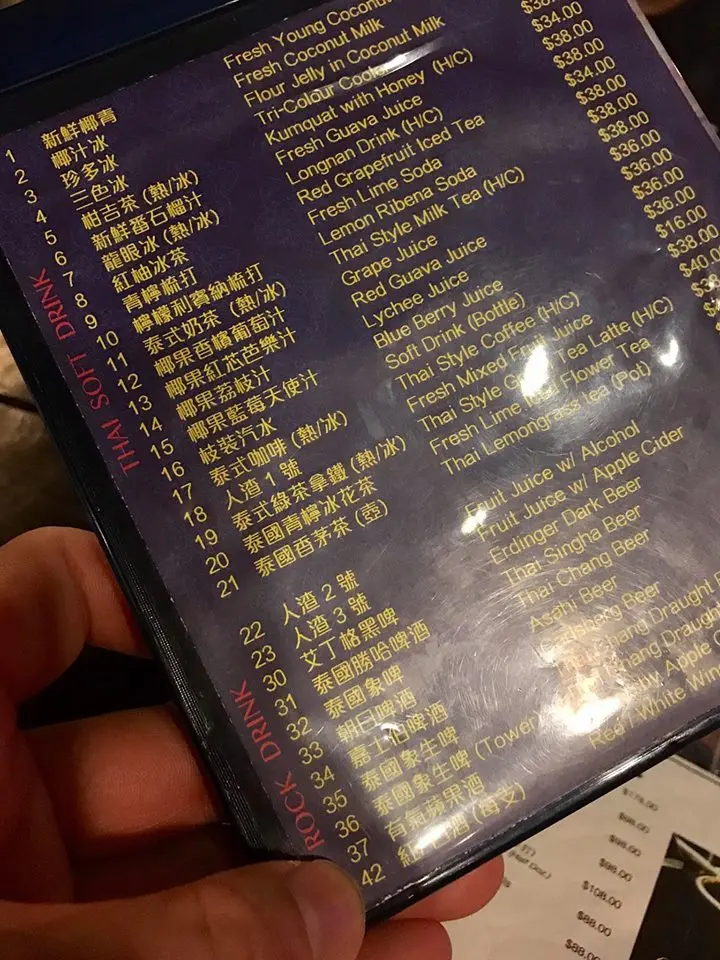 THAI SOFT DRINK
1 新鮮椰青 Fresh Young Coconut
2 椰汁冰 Fresh Coconut Milk
3 珍多冰 Flour Jelly in Coconut Milk
4 三色冰 Tri-Colour
5 柑吉茶 (熱/冰) Kumquat with Honey (H/C)
6 新鮮番石榴汁 Fresh Guava Juice
7 龍眼冰 (熱/冰) Longnan Drink (H/C)
8 紅柚冰茶 Red Grapefruit Iced Tea
9 青檸梳打 Fresh Lime Soda
10 檸檬利賓納梳打 Lemon Ribena Soda
11 泰式奶茶 (熱/冰) Thai Style Milk Tea (H/C)
12 椰果香檳葡萄汁 Grape Juice
13 椰果紅芯芭樂汁 Red Guava Juice
14 椰果荔枝汁 Lychee Juice
15 椰果藍莓天使汁 Blue Berry Juice
16 枝裝汽水 Soft Drink (Bottle)
17 泰式咖啡 (熱/冰) Thai Style Coffee (H/C)
18 人渣 1 號 Fresh Mixed Fruit Juice
19 泰式綠茶拿鐵 (熱/冰) Thai Style Tea Latte (H/C)
20 泰國青檸冰花茶 Fresh Lime Flower Tea
21 泰國香茅茶 (壺) Thai Lemongrass tea (Pot)
$34.00
$38.00
$38.00
$34.00
$38.00
$38.00
$36.00
$36.00
$36.00
$16.00
$38.00
ROCK DRINK
22 人渣 2 號 Fruit Juice w/ Alcohol
23 人渣 3 號 Fruit Juice w/ Apple Cider
30 艾丁格黑啤 Erdinger Dark Beer
31 泰國勝哈啤酒 Thai Singha Beer
32 泰國象啤 Thai Chang Beer
33 朝日啤酒 Asahi Beer
34 嘉士伯啤酒 Beer
35 泰國象生啤 Draught
36 泰國象生啤 (Tower) Draught
37 有氣蘋果酒 Apple
42 紅 白酒 (每支) White
$98.00
$98.00
$98.00
$108.00
$88.00